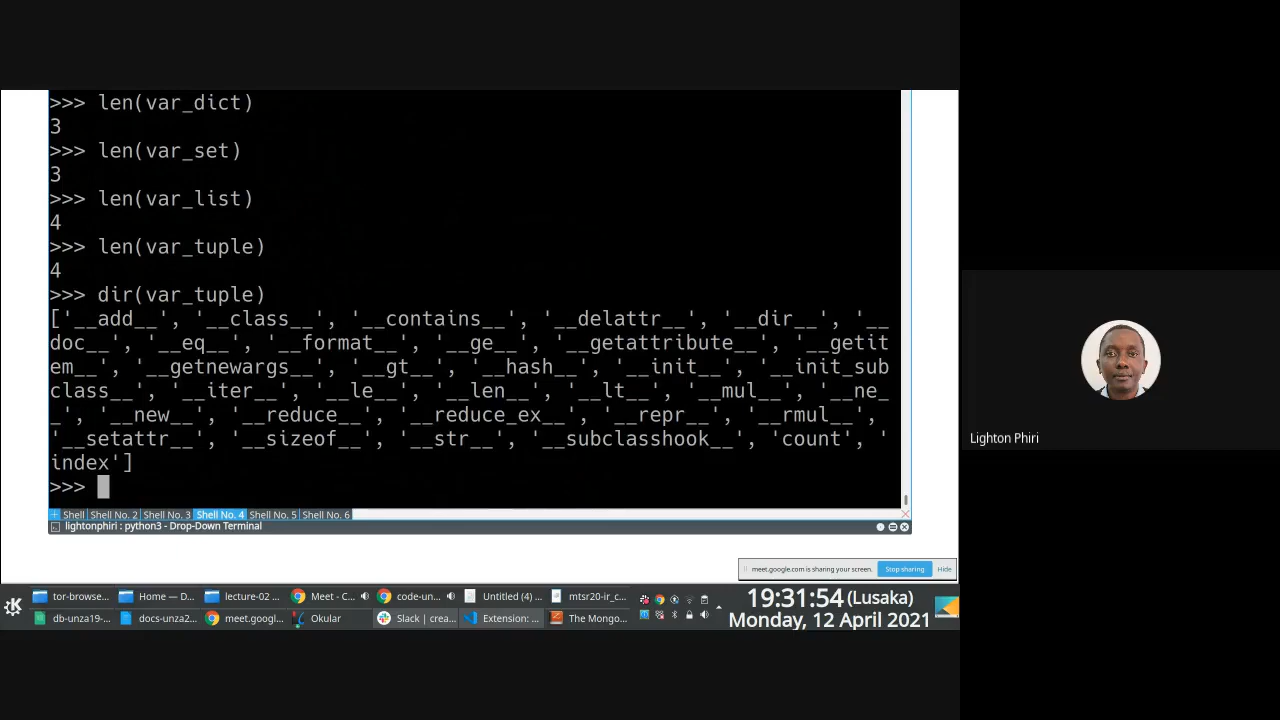 >>> len(var_dict)
3
>>> len(var_set)
3
>>> len(var_list)
4
>>> len(var_tuple)
4
>>> dir(var_tuple)
['__add__', '__class__', '__contains__', '__delattr__', '__dir__', '__
doc__', '__eq__', '__format__', '__ge__', '__getattribute__', '__getit
em__', '__getnewargs__', '__gt__', '__hash__', '__init__', '__init_sub
class__', '__iter__', '__le__', '__len__', '__lt__', '__mul__', '__ne_
_', '__new__', '__reduce__', '__reduce_ex__', '__repr__', '__rmul__',
'__setattr__', '__sizeof__', '__str__', '__subclasshook__', 'count', '
index']
>>>
Shell Shell No. 2 Shell No. 3 Shell No. 4 Shell No. 5 Shell No. 6
lightonphiri : python3 - Drop-Down Terminal
Lighton Phiri
meet.google.com is sharing your screen. Stop sharing Hide
tor-browse... Home — D... lecture-02 ... Meet - C... code-un... Untitled (4) ... mtsr20-ir_c...
db-unza19-... docs-unza2... meet.googl... Okular Slack | crea... Extension: ... The Mongo...
19:31:54 (Lusaka)
Monday, 12 April 2021